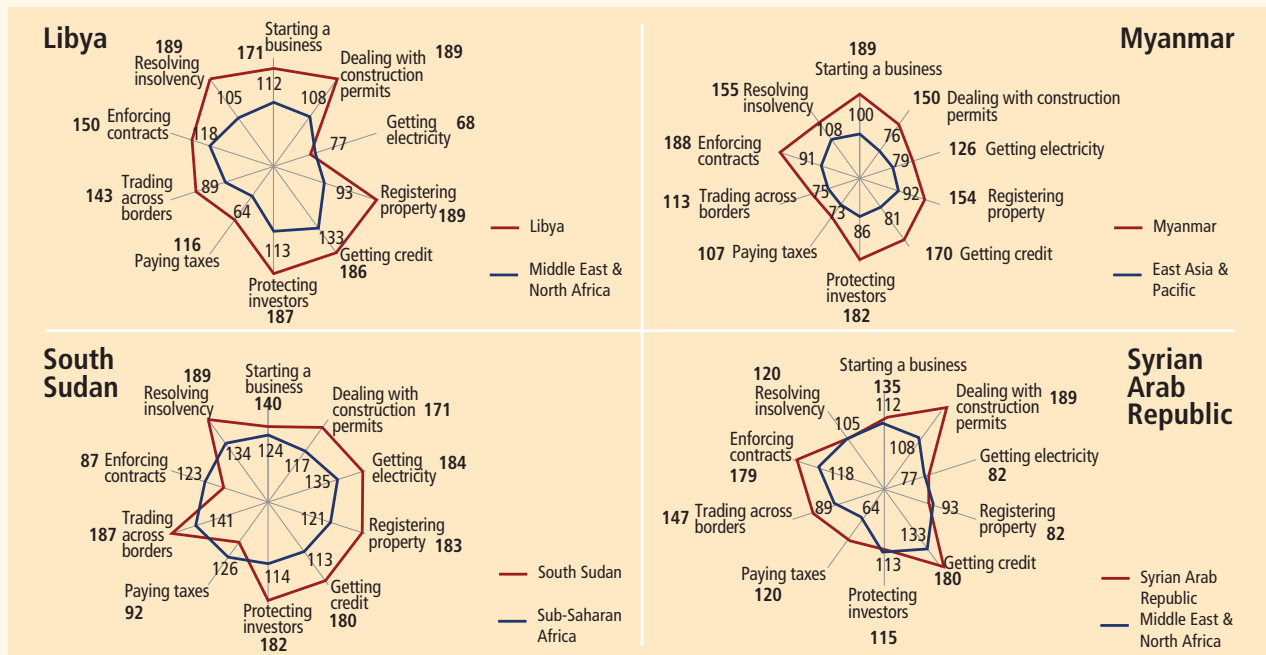 Libya
189
Resolving
insolvency
171
Starting a
business
Dealing with 189
construction
permits
Getting 68
electricity
Registering
property 189
Getting credit
186
Protecting
investors
187
116
Paying taxes
143 Trading
across
borders
150 Enforcing
contracts
112
108
77
93
133
113
64
89
118
105
Libya
Middle East &
North Africa
Myanmar
189
Starting a business
150 Dealing with construction
permits
126 Getting electricity
154 Registering
property
170 Getting credit
Protecting
investors
182
107 Paying taxes
113 Trading across
borders
188 Enforcing
contracts
155 Resolving
insolvency
100
76
79
92
81
86
73
75
91
108
Myanmar
East Asia &
Pacific
South
Sudan
189
Resolving
insolvency
Starting a
business
140
Dealing with
construction 171
permits
Getting 184
electricity
Registering
property 183
Getting
credit
180
Protecting
investors
182
Paying taxes
92
Trading
187 across
borders
87 Enforcing
contracts
124
117
135
121
113
114
126
141
123
134
South Sudan
Sub-Saharan
Africa
Syrian
Arab
Republic
Starting a business
135
120
Resolving
insolvency
Dealing with
construction 189
permits
Getting electricity
82
Registering
property 82
Getting credit
180
Protecting
investors
115
Paying taxes
120
147 Trading across
borders
Enforcing
contracts
179
112
108
77
93
133
113
64
89
118
105
Syrian Arab
Republic
Middle East &
North Africa